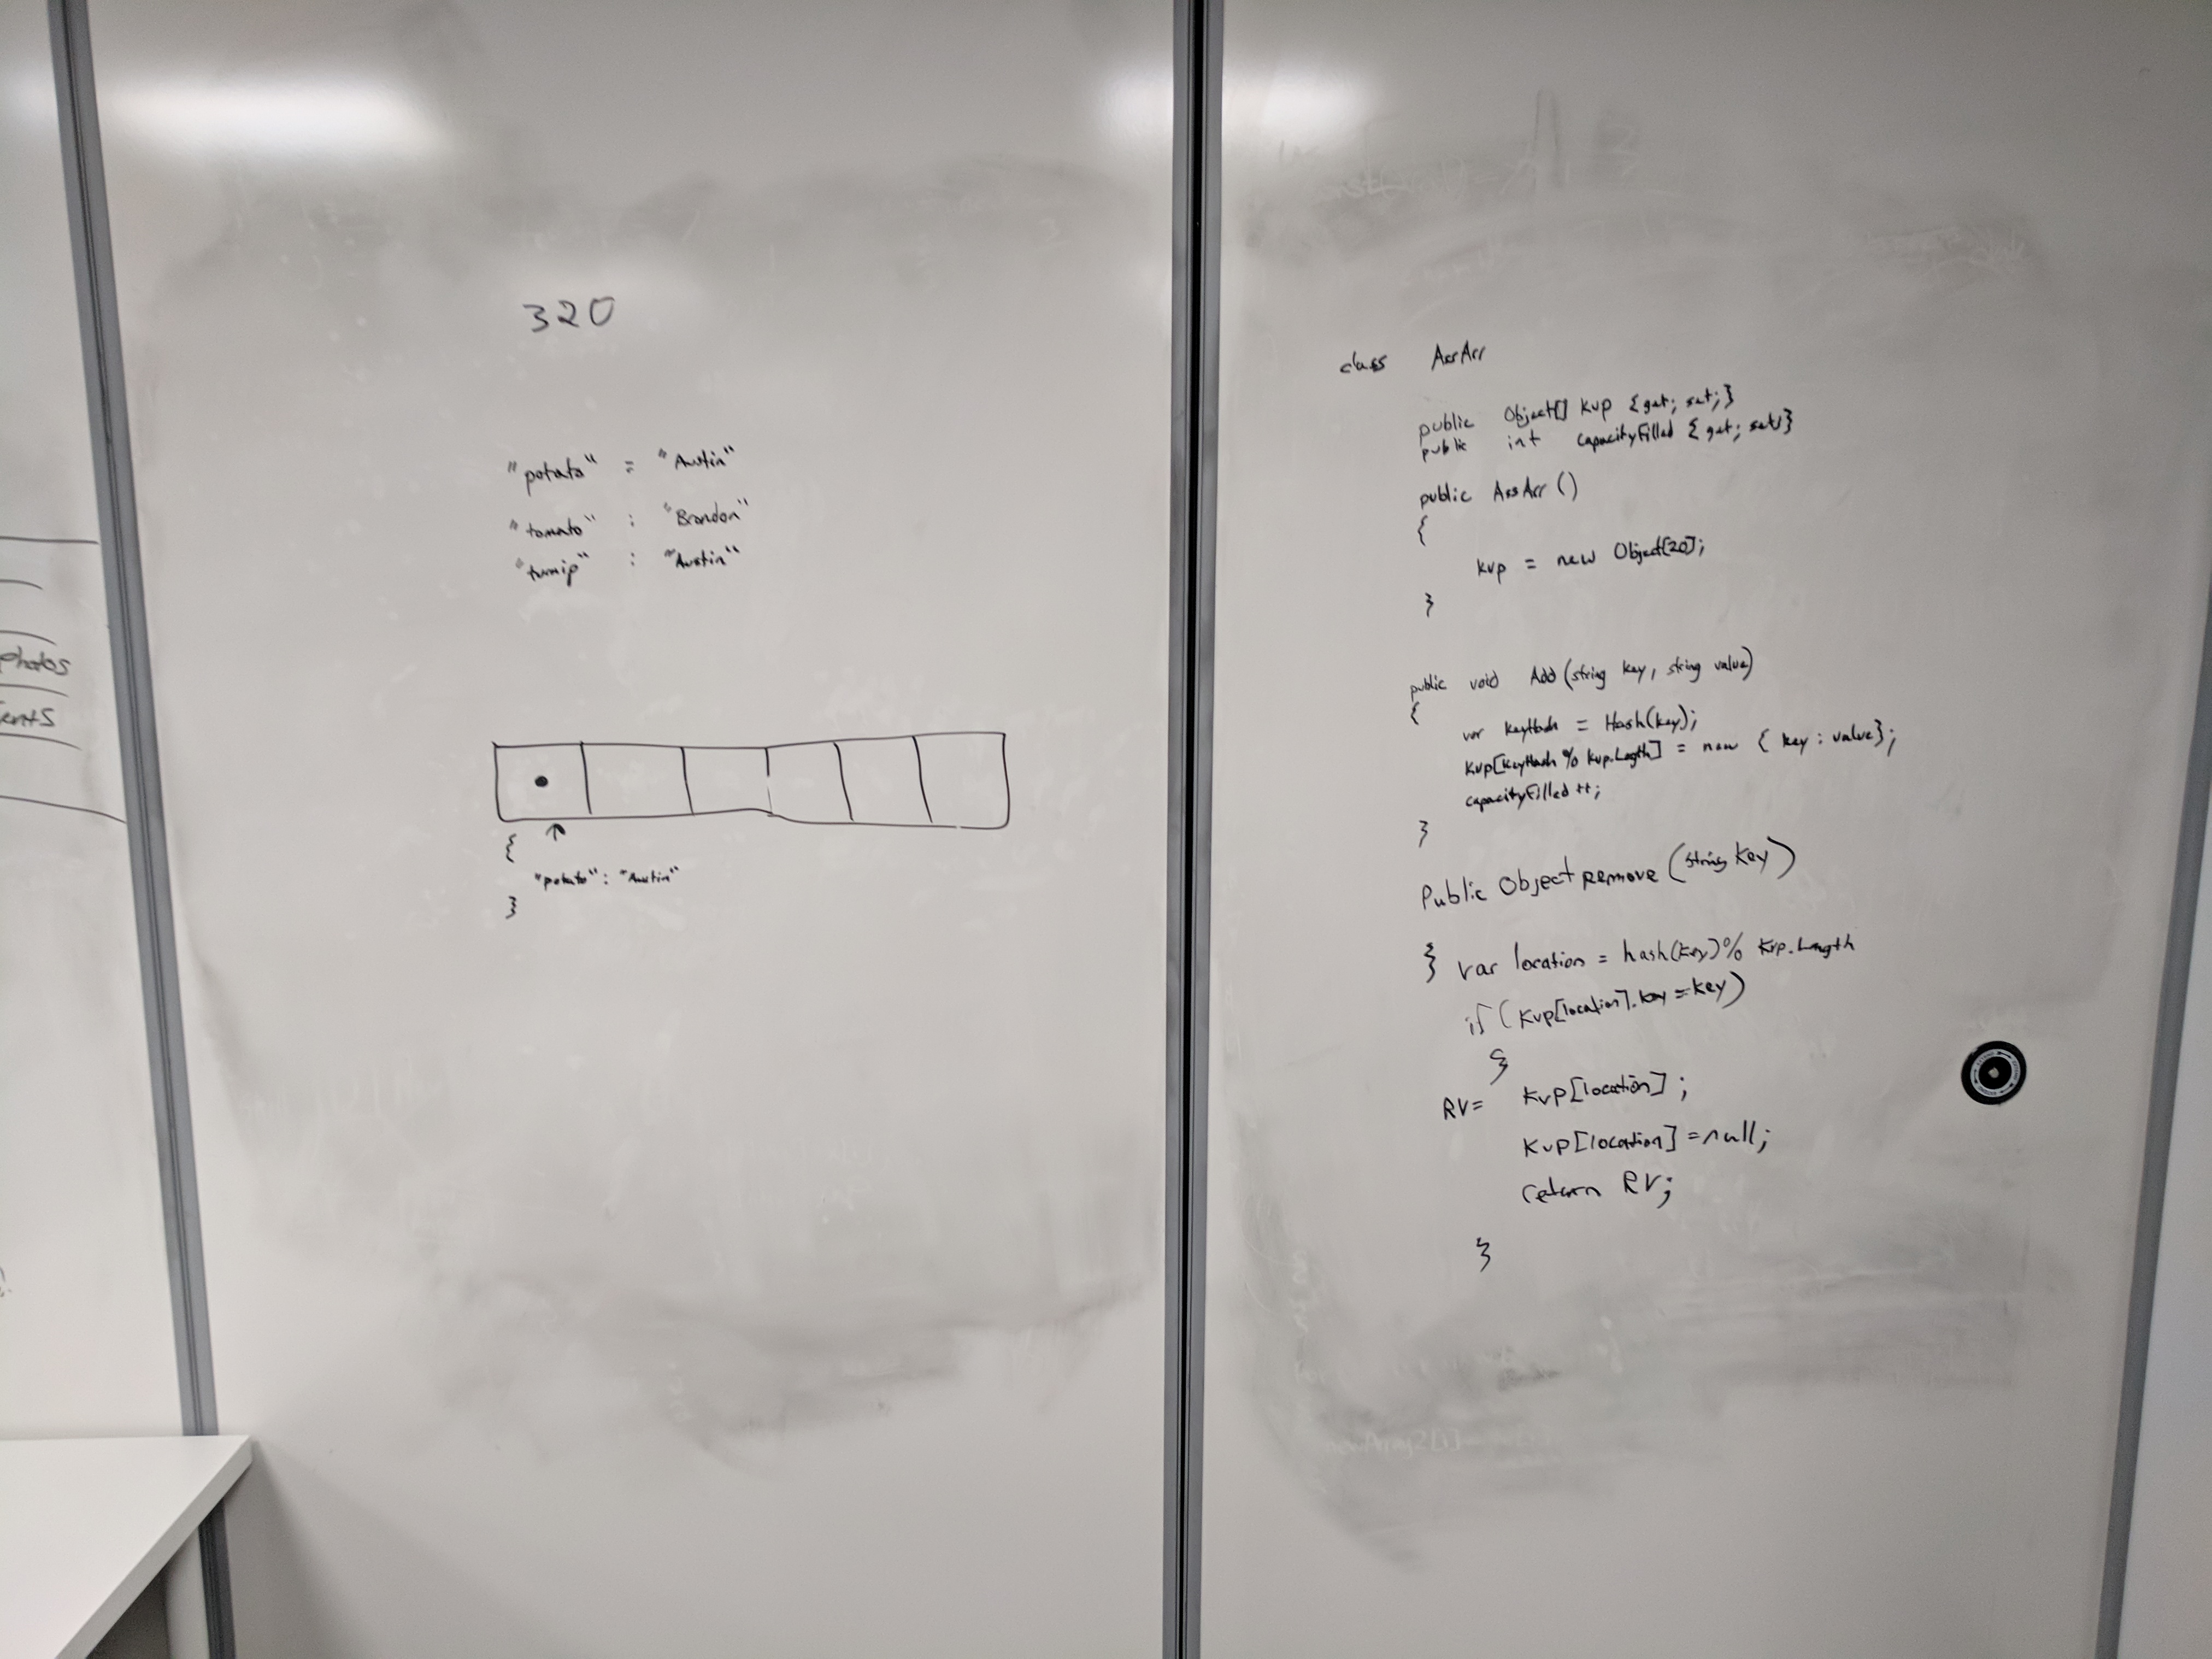 320
"potato" = "Austin"
"tomato" : "Brandon"
"turnip" : "Austin"
{
"potato" : "Austin"
}
photos
class AssArr
public Object[] kvp {get; set;}
public int capacityFilled {get; set;}
public AssArr ()
{
kvp = new Object[20];
}
public void Add (string key, string value)
{
var keyHash = Hash(key);
kvp[keyHash % kvp.Length] = new { key : value};
capacityFilled ++;
}
Public Object remove (string key)
{ var location = hash(key) % kvp.Length
if (kvp[location].key = key)
{
RV= kvp[location] ;
kvp[location] = null;
return RV;
}
newArray2[i]